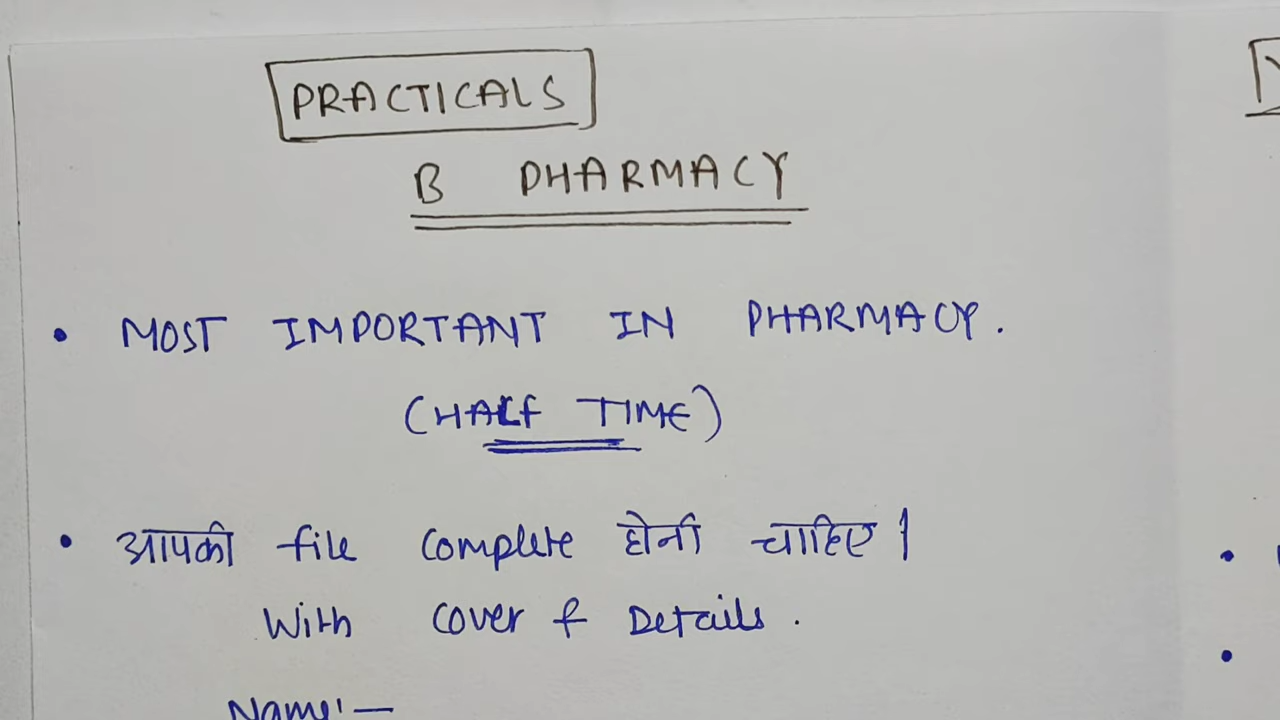 PRACTICALS
B PHARMACY
• MOST IMPORTANT IN PHARMACY.
(HALF TIME)
• आपकी file complete होनी चाहिए।
With cover & Details.
Name:-